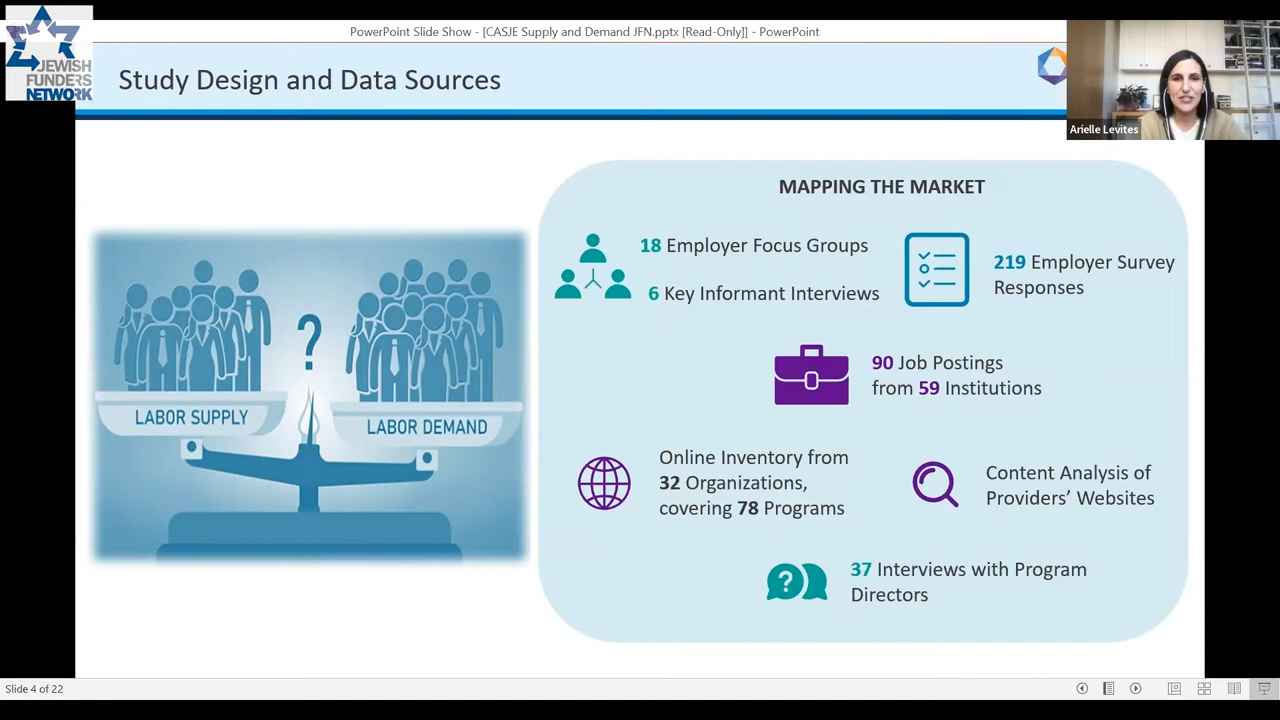 PowerPoint Slide Show - [CASJE Supply and Demand JFN.pptx [Read-Only]] - PowerPoint
JEWISH
FUNDERS
NETWORK
Study Design and Data Sources
Arielle Levites
LABOR SUPPLY
?
LABOR DEMAND
MAPPING THE MARKET
18 Employer Focus Groups
6 Key Informant Interviews
219 Employer Survey
Responses
90 Job Postings
from 59 Institutions
Online Inventory from
32 Organizations,
covering 78 Programs
Content Analysis of
Providers’ Websites
?
37 Interviews with Program
Directors
Slide 4 of 22